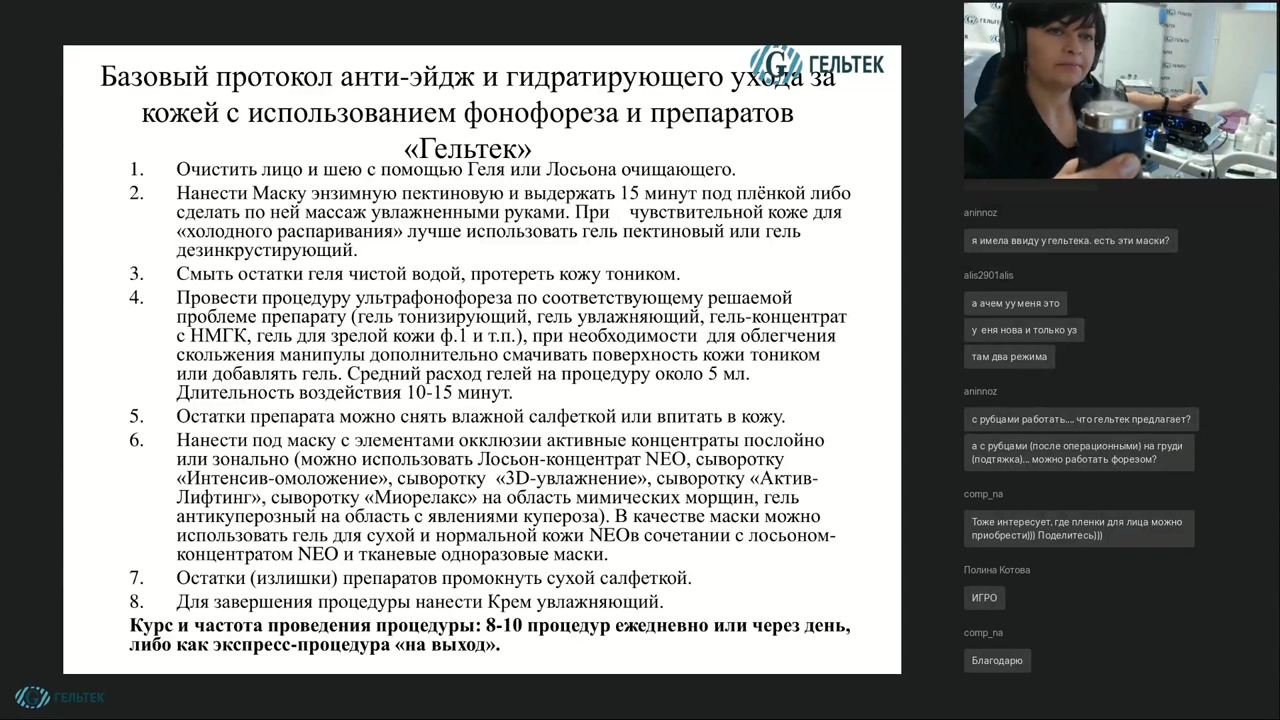 ГЕЛЬТЕК
Базовый протокол анти-эйдж и гидратирующего ухода за
кожей с использованием фонофореза и препаратов
«Гельтек»
1. Очистить лицо и шею с помощью Геля или Лосьона очищающего.
2. Нанести Маску энзимную пектиновую и выдержать 15 минут под плёнкой либо
сделать по ней массаж увлажненными руками. При чувствительной коже для
«холодного распаривания» лучше использовать гель пектиновый или гель
дезинкрустирующий.
3. Смыть остатки геля чистой водой, протереть кожу тоником.
4. Провести процедуру ультрафонофореза по соответствующему решаемой
проблеме препарату (гель тонизирующий, гель увлажняющий, гель-концентрат
с НМГК, гель для зрелой кожи ф.1 и т.п.), при необходимости для облегчения
скольжения манипулы дополнительно смачивать поверхность кожи тоником
или добавлять гель. Средний расход гелей на процедуру около 5 мл.
Длительность воздействия 10-15 минут.
5. Остатки препарата можно снять влажной салфеткой или впитать в кожу.
6. Нанести под маску с элементами окклюзии активные концентраты послойно
или зонально (можно использовать Лосьон-концентрат NEO, сыворотку
«Интенсив-омоложение», сыворотку «3D-увлажнение», сыворотку «Актив-
Лифтинг», сыворотку «Миорелакс» на область мимических морщин, гель
антикуперозный на область с явлениями купероза). В качестве маски можно
использовать гель для сухой и нормальной кожи NEOв сочетании с лосьоном-
концентратом NEO и тканевые одноразовые маски.
7. Остатки (излишки) препаратов промокнуть сухой салфеткой.
8. Для завершения процедуры нанести Крем увлажняющий.
Курс и частота проведения процедуры: 8-10 процедур ежедневно или через день,
либо как экспресс-процедура «на выход».
ГЕЛЬТЕК
aninnoz
я имела ввиду у гельтека. есть эти маски?
alis2901alis
а ачем уу меня это
у еня нова и только уз
там два режима
aninnoz
с рубцами работать.... что гельтек предлагает?
а с рубцами (после операционными) на груди
(подтяжка)... можно работать форезом?
comp_na
Тоже интересует, где пленки для лица можно
приобрести))) Поделитесь)))
Полина Котова
ИГРО
comp_na
Благодарю